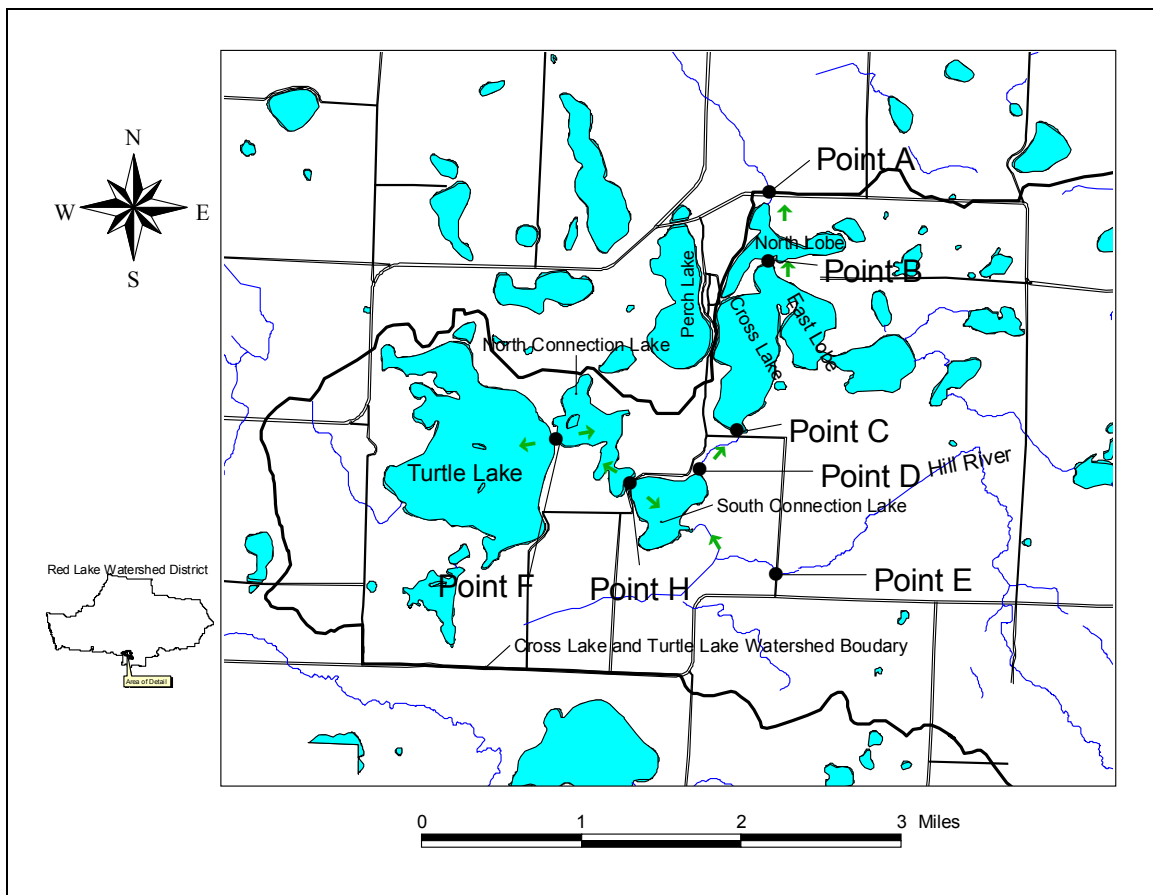 N
W
E
S
Point A
North Lobe
Point B
Perch Lake
Cross Lake
East Lobe
North Connection Lake
Point C
Turtle Lake
Point D
Hill River
South Connection Lake
Point F
Point H
Point E
Red Lake Watershed District
Area of Detail
Cross Lake and Turtle Lake Watershed Boudary
0 1 2 3 Miles